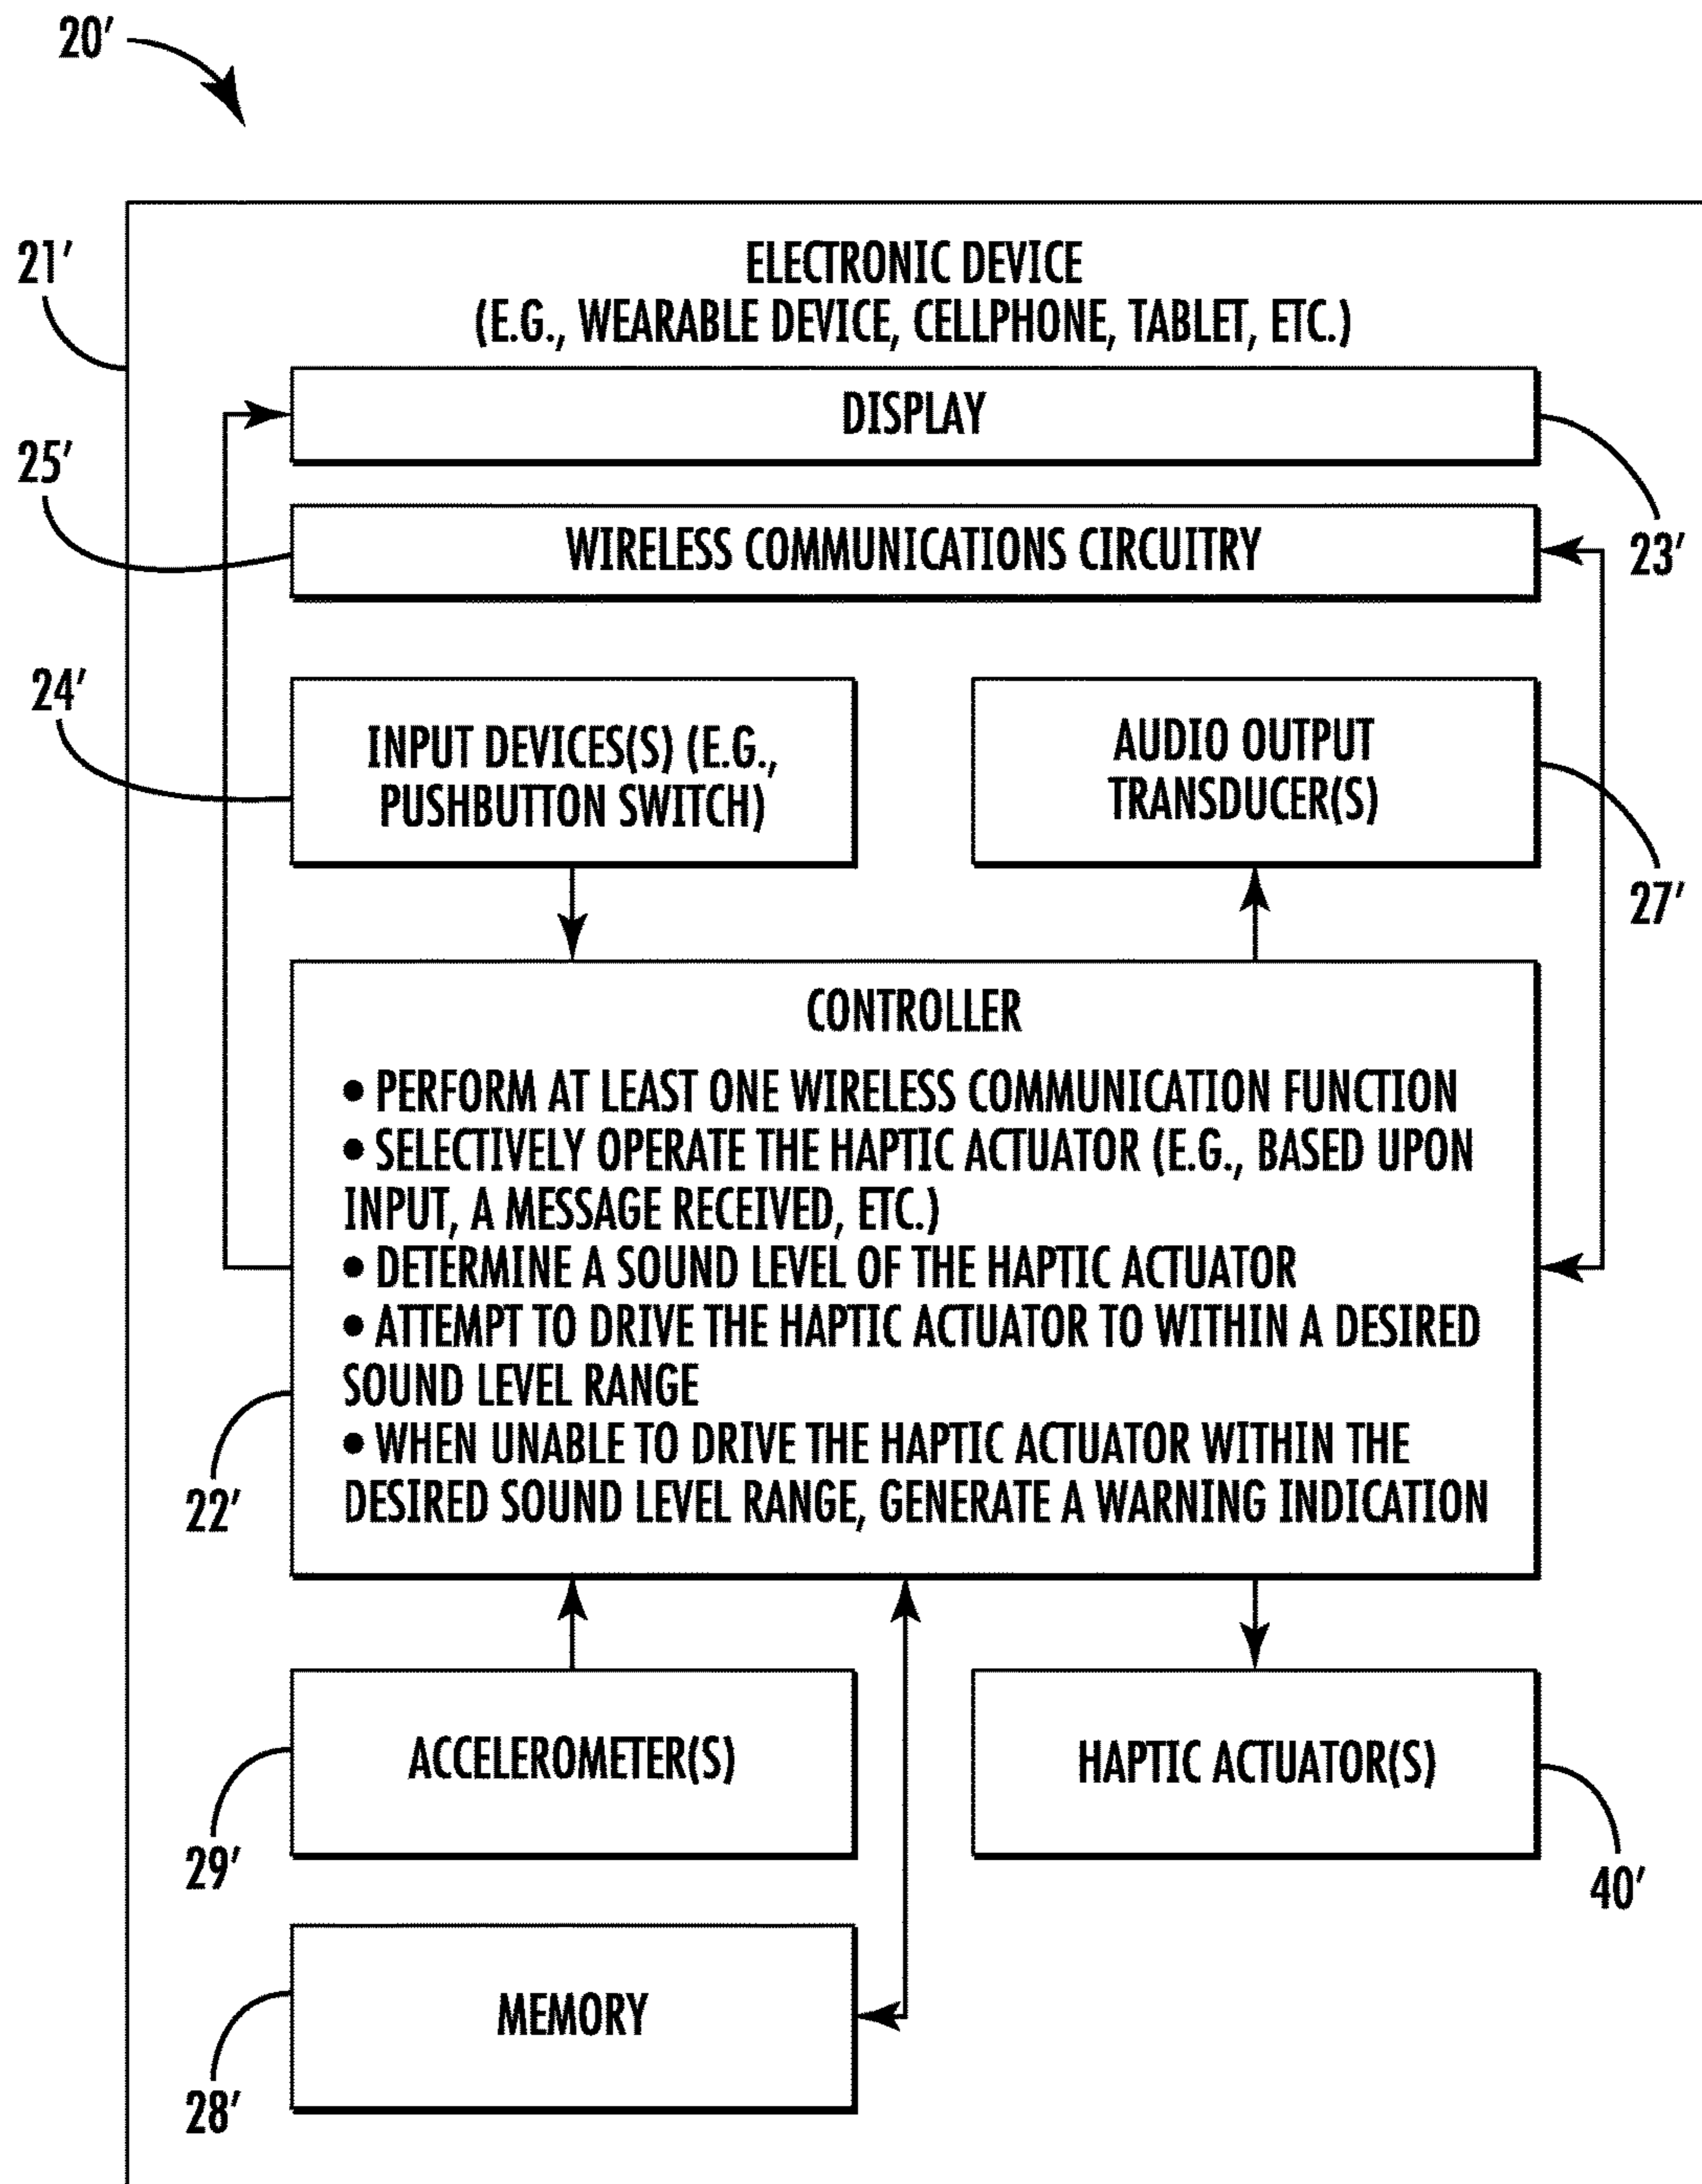 20′
21′
ELECTRONIC DEVICE
(E.G., WEARABLE DEVICE, CELLPHONE, TABLET, ETC.)
DISPLAY
25′
WIRELESS COMMUNICATIONS CIRCUITRY
23′
24′
INPUT DEVICES(S) (E.G.,
PUSHBUTTON SWITCH)
AUDIO OUTPUT
TRANSDUCER(S)
27′
CONTROLLER
● PERFORM AT LEAST ONE WIRELESS COMMUNICATION FUNCTION
● SELECTIVELY OPERATE THE HAPTIC ACTUATOR (E.G., BASED UPON
INPUT, A MESSAGE RECEIVED, ETC.)
● DETERMINE A SOUND LEVEL OF THE HAPTIC ACTUATOR
● ATTEMPT TO DRIVE THE HAPTIC ACTUATOR TO WITHIN A DESIRED
SOUND LEVEL RANGE
● WHEN UNABLE TO DRIVE THE HAPTIC ACTUATOR WITHIN THE
DESIRED SOUND LEVEL RANGE, GENERATE A WARNING INDICATION
22′
ACCELEROMETER(S)
HAPTIC ACTUATOR(S)
29′
40′
MEMORY
28′